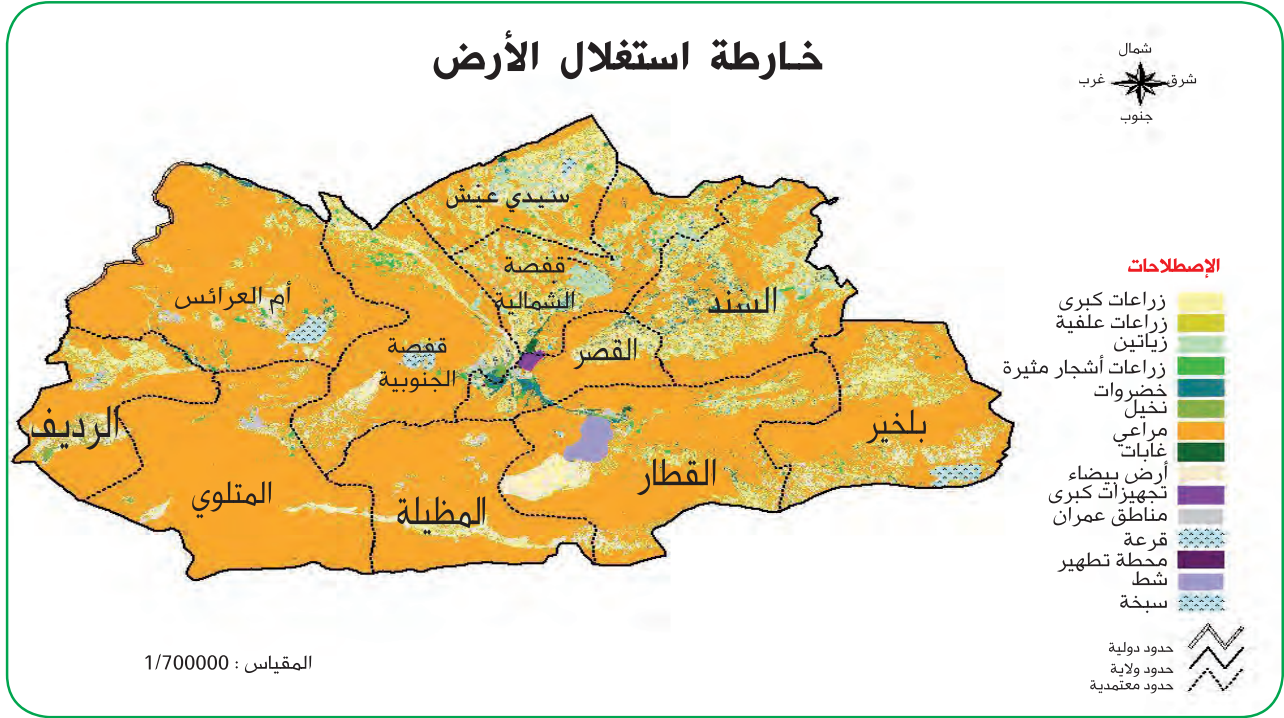 خارطة استغلال الأرض
شمال
شرق
غرب
جنوب
سيدي عيش
قفصة
الشمالية
السند
أم العرائس
القصر
قفصة
الجنوبية
بلخير
الرديف
القطار
المتلوي
المظيلة
الإصطلاحات
زراعات كبرى
زراعات علفية
زياتين
زراعات أشجار مثيرة
خضروات
نخيل
مراعي
غابات
أرض بيضاء
تجهيزات كبرى
مناطق عمران
قرعة
محطة تطهير
شط
سبخة
حدود دولية
حدود ولاية
حدود معتمدية
المقياس : 1/700000